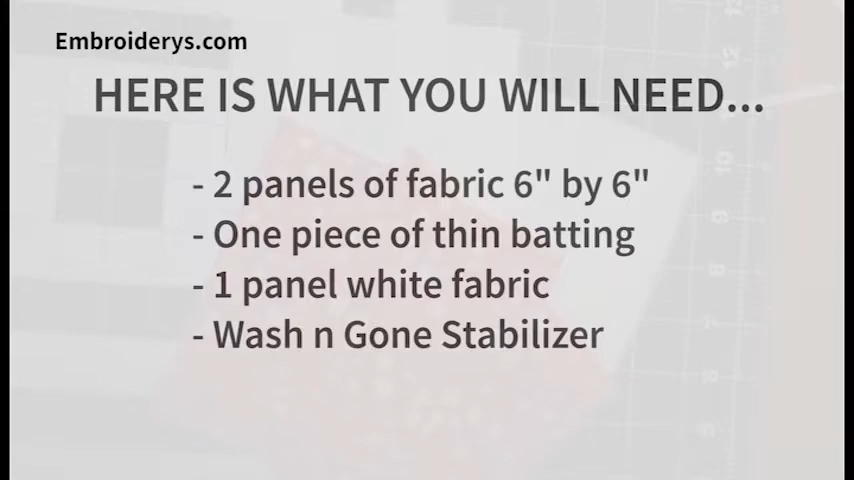 Embroiderys.com
HERE IS WHAT YOU WILL NEED...
- 2 panels of fabric 6" by 6"
- One piece of thin batting
- 1 panel white fabric
- Wash n Gone Stabilizer